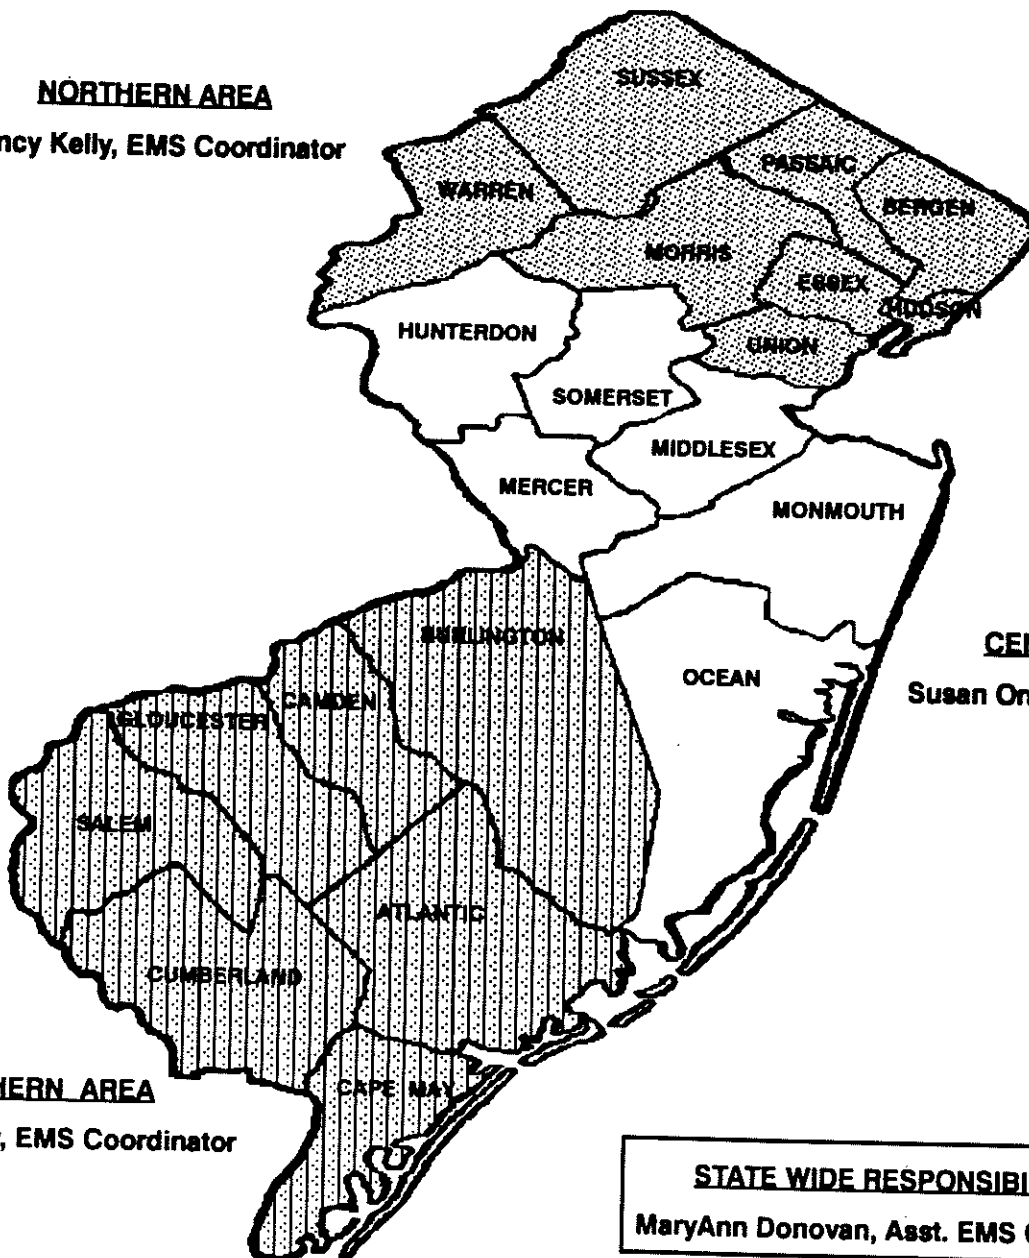 NORTHERN AREA
ncy Kelly, EMS Coordinator
SUSSEX
PASSAIC
WARREN
BERGEN
MORRIS
ESSEX
HUDSON
HUNTERDON
UNION
SOMERSET
MIDDLESEX
MERCER
MONMOUTH
BURLINGTON
CEN
OCEAN
Susan On
CAMDEN
GLOUCESTER
SALEM
ATLANTIC
CUMBERLAND
HERN AREA
CAPE MAY
, EMS Coordinator
STATE WIDE RESPONSIBI
MaryAnn Donovan, Asst. EMS